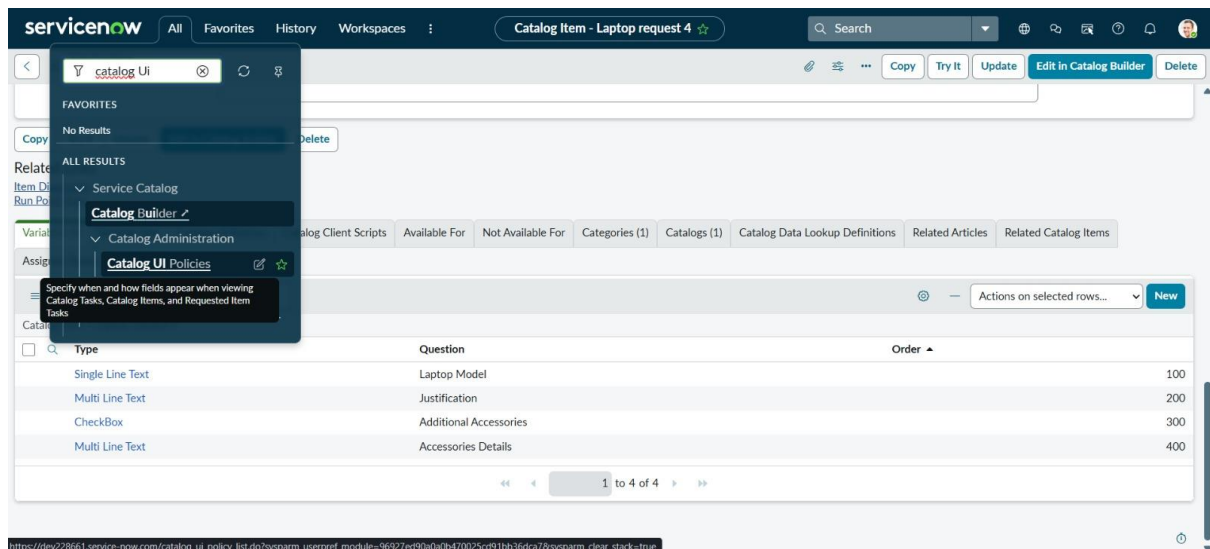 servicenow All Favorites History Workspaces Catalog Item - Laptop request 4 Search
catalog Ui Copy Try It Update Edit in Catalog Builder Delete
FAVORITES
No Results
Copy Delete
ALL RESULTS
Relate
Item Di
Service Catalog
Run Po
Catalog Builder
Variab alog Client Scripts Available For Not Available For Categories (1) Catalogs (1) Catalog Data Lookup Definitions Related Articles Related Catalog Items
Catalog Administration
Assig
Catalog UI Policies
Specify when and how fields appear when viewing
Catalog Tasks, Catalog Items, and Requested Item
Tasks
Actions on selected rows... New
Catalo
Type Question Order
Single Line Text Laptop Model 100
Multi Line Text Justification 200
CheckBox Additional Accessories 300
Multi Line Text Accessories Details 400
1 to 4 of 4
https://dev228661.service-now.com/catalog_ui_policy_list.do?sysparm_userpref_module=96927ed90a0a0b470025cd91bb36dca7&sysparm_clear_stack=true